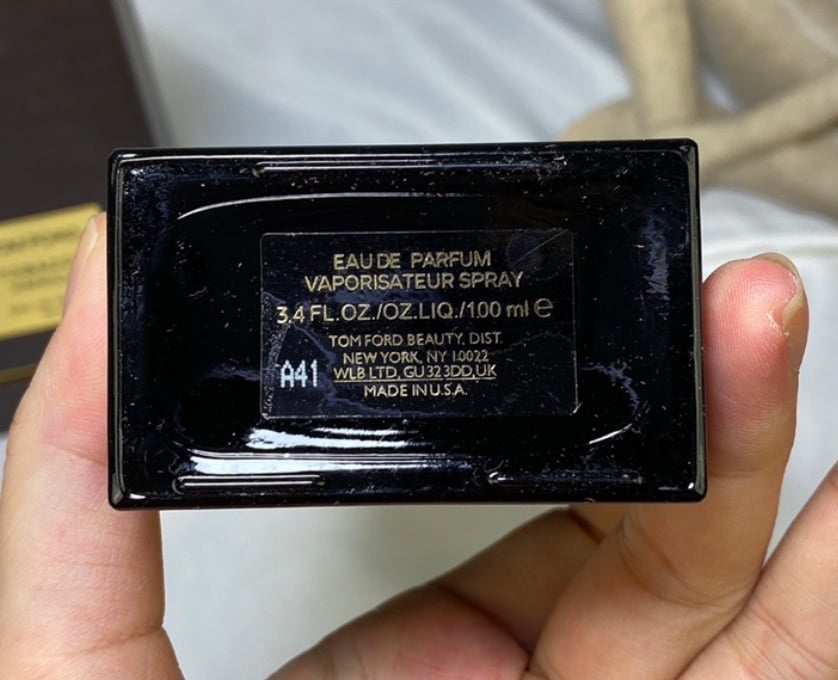 EAU DE PARFUM
VAPORISATEUR SPRAY
3.4 FL.OZ./OZ.LIQ./100 ml ℮
TOM FORD BEAUTY, DIST.
NEW YORK, NY 10022
WLB LTD, GU32 3DD, UK
MADE IN U.S.A.
A41